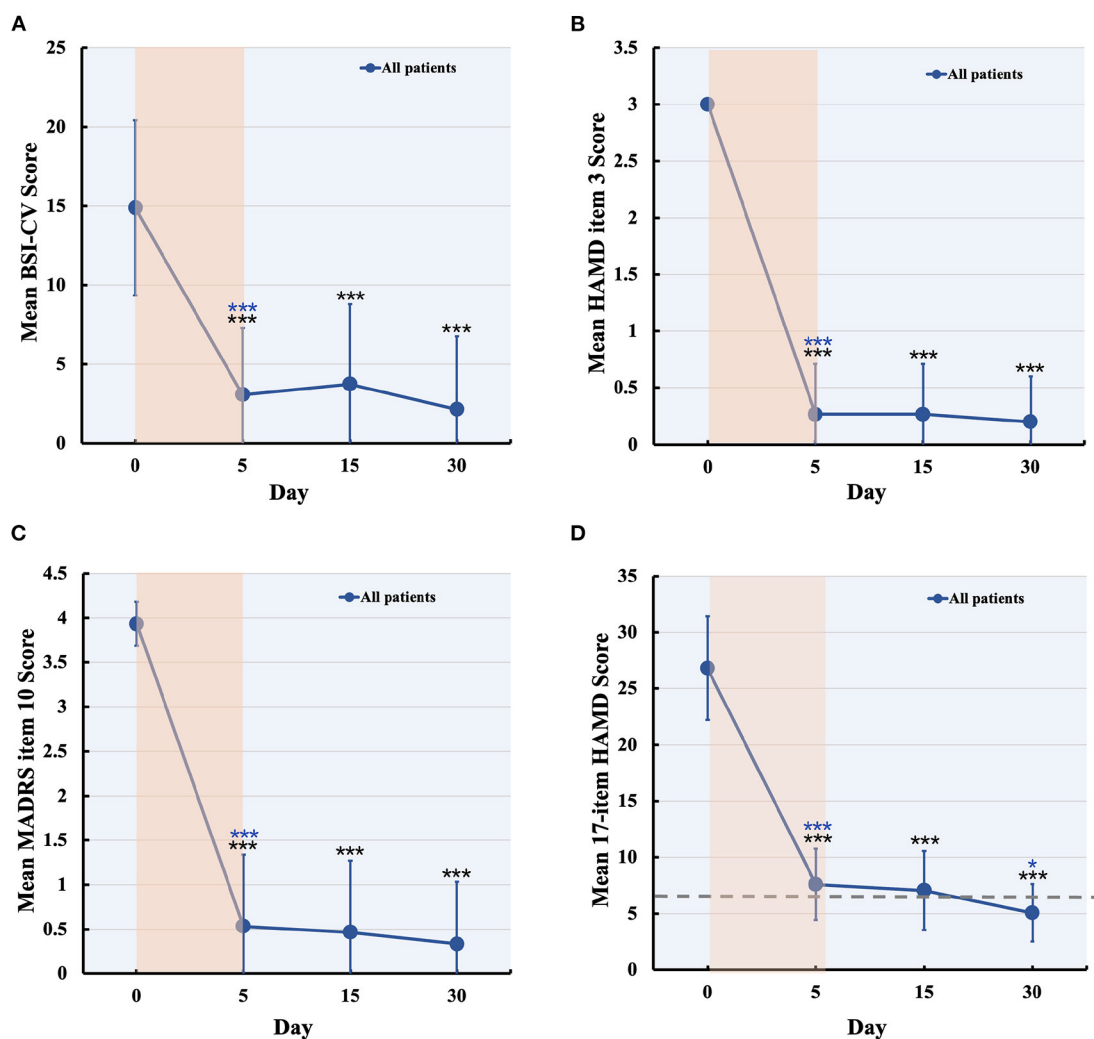 A
Mean BSI-CV Score
25
20
15
10
5
0
All patients
***
***
***
***
0 5 15 30
Day
B
Mean HAMD item 3 Score
3.5
3
2.5
2
1.5
1
0.5
0
All patients
***
***
***
***
0 5 15 30
Day
C
Mean MADRS item 10 Score
4.5
4
3.5
3
2.5
2
1.5
1
0.5
0
All patients
***
***
***
***
0 5 15 30
Day
D
Mean 17-item HAMD Score
35
30
25
20
15
10
5
0
All patients
***
***
***
*
***
0 5 15 30
Day